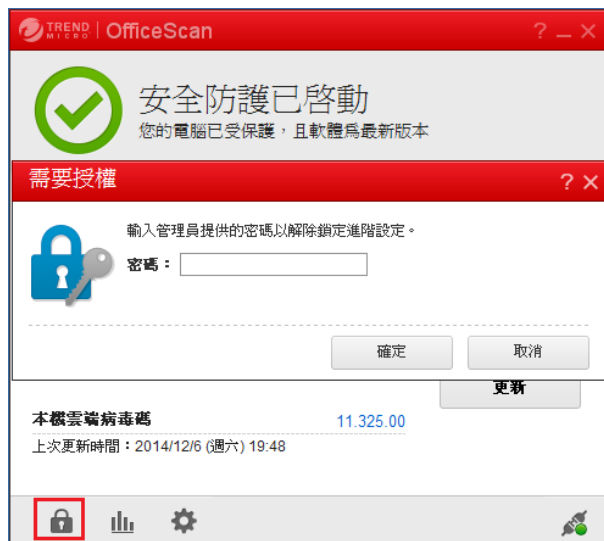 TREND MICRO | OfficeScan
安全防護已啓動
您的電腦已受保護，且軟體爲最新版本
需要授權
輸入管理員提供的密碼以解除鎖定進階設定。
密碼：
確定 取消
更新
本機雲端病毒碼 11.325.00
上次更新時間：2014/12/6 (週六) 19:48